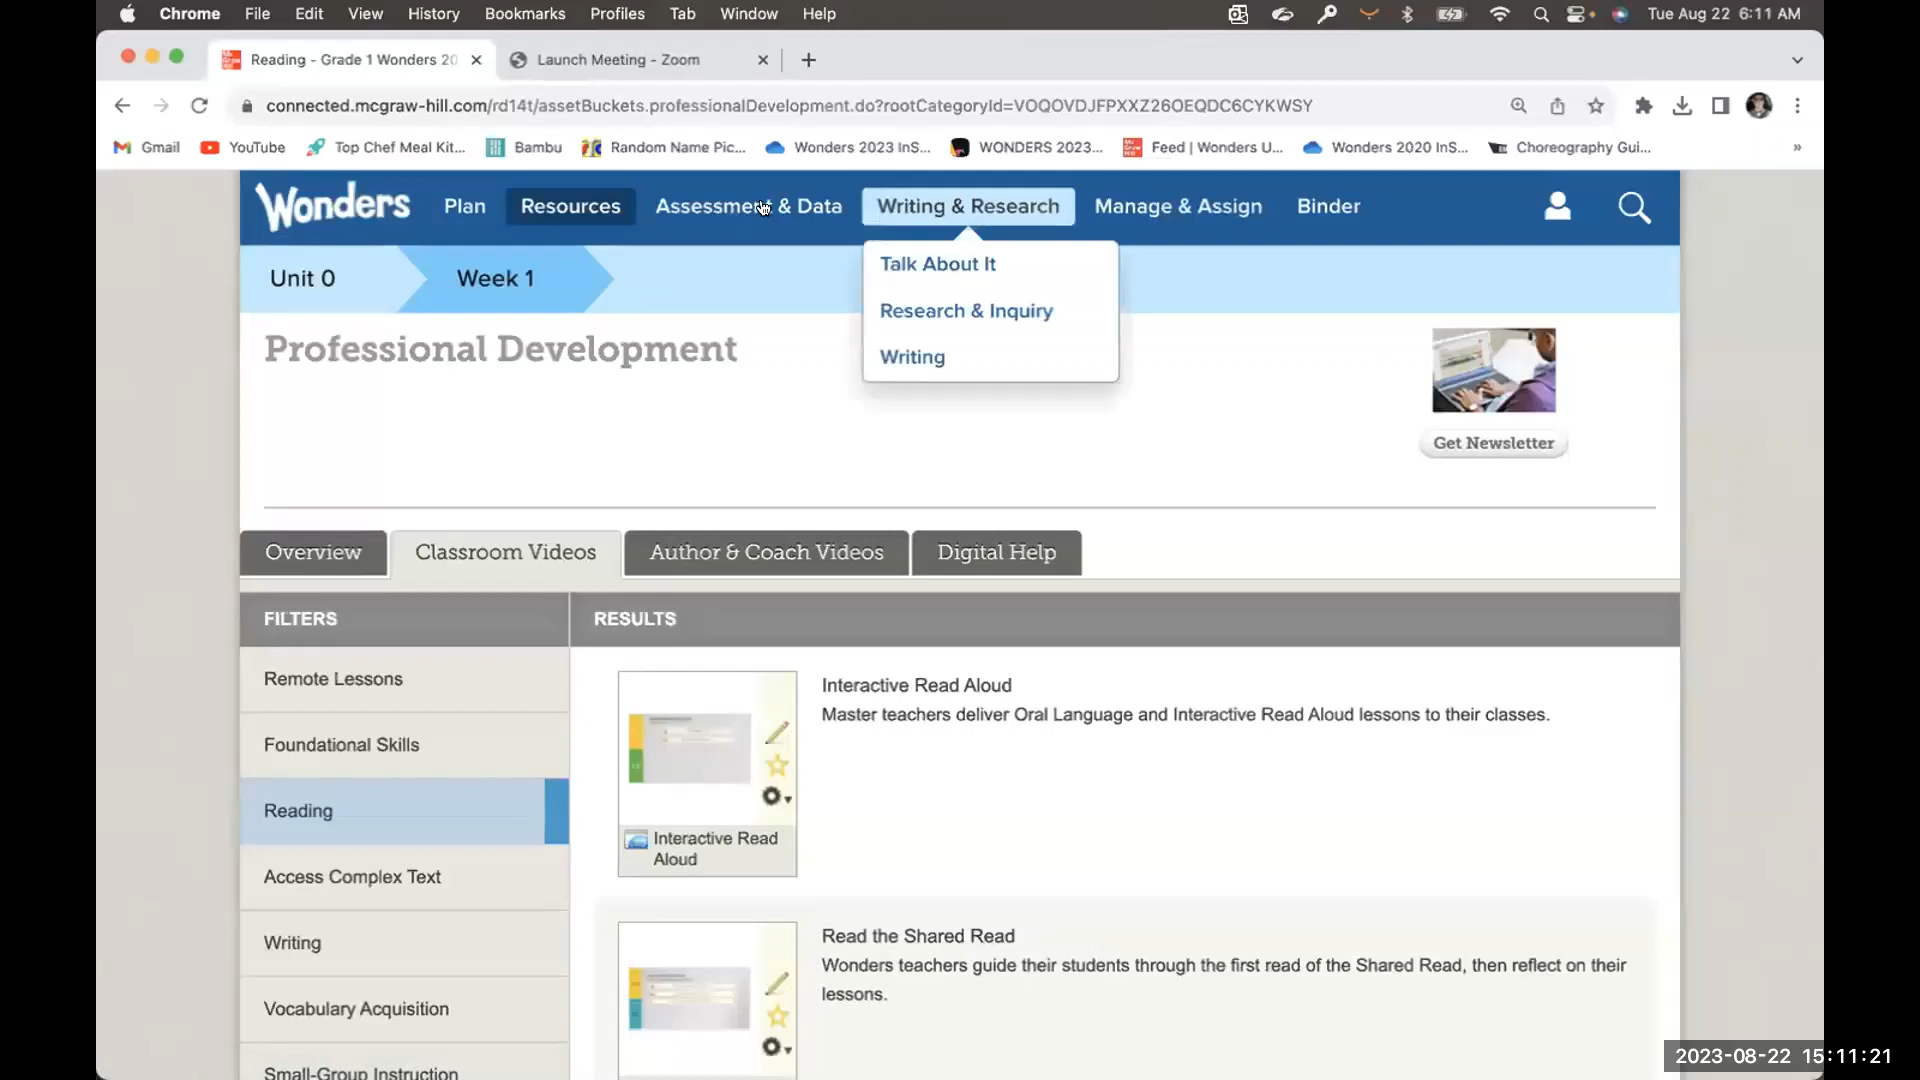 Chrome File Edit View History Bookmarks Profiles Tab Window Help Tue Aug 22 6:11 AM
Reading - Grade 1 Wonders 20 Launch Meeting - Zoom
connected.mcgraw-hill.com/rd14t/assetBuckets.professionalDevelopment.do?rootCategoryId=VOQOVDJFPXXZ26OEQDC6CYKWSY
Gmail YouTube Top Chef Meal Kit... Bambu Random Name Pic... Wonders 2023 InS... WONDERS 2023... Feed | Wonders U... Wonders 2020 InS... Choreography Gui... »
Wonders Plan Resources Assessment & Data Writing & Research Manage & Assign Binder
Talk About It
Research & Inquiry
Writing
Unit 0 Week 1
Professional Development
Get Newsletter
Overview Classroom Videos Author & Coach Videos Digital Help
FILTERS
Remote Lessons
Foundational Skills
Reading
Access Complex Text
Writing
Vocabulary Acquisition
Small-Group Instruction
RESULTS
Interactive Read Aloud
Master teachers deliver Oral Language and Interactive Read Aloud lessons to their classes.
Interactive Read
Aloud
Read the Shared Read
Wonders teachers guide their students through the first read of the Shared Read, then reflect on their
lessons.
2023-08-22 15:11:21